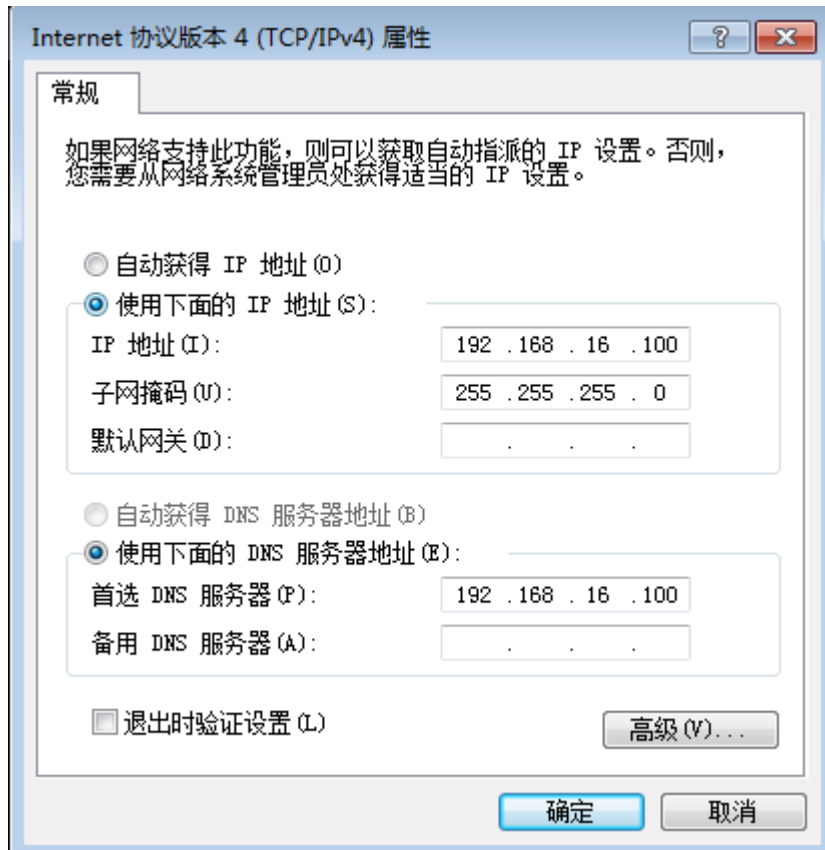 Internet 协议版本 4 (TCP/IPv4) 属性
常规
如果网络支持此功能，则可以获取自动指派的 IP 设置。否则，
您需要从网络系统管理员处获得适当的 IP 设置。
自动获得 IP 地址(O)
使用下面的 IP 地址(S):
IP 地址(I): 192 .168 . 16 .100
子网掩码(U): 255 .255 .255 . 0
默认网关(D): . . .
自动获得 DNS 服务器地址(B)
使用下面的 DNS 服务器地址(E):
首选 DNS 服务器(P): 192 .168 . 16 .100
备用 DNS 服务器(A): . . .
退出时验证设置(L)
高级(V)...
确定 取消